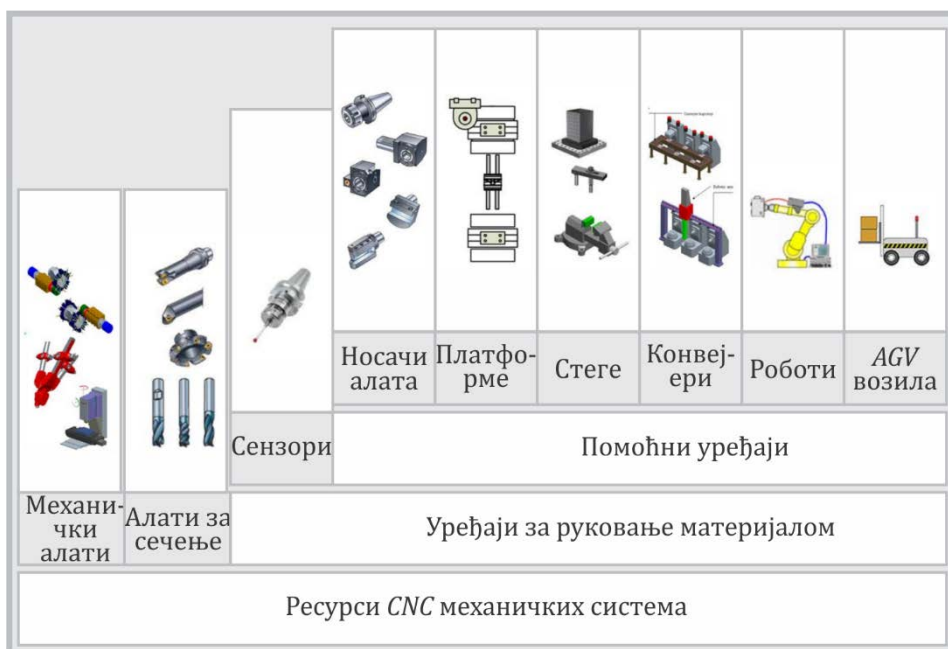 Носачи
алата
Платфо-
рме
Стеге
Конвеј-
ери
Роботи
AGV
возила
Сензори
Помоћни уређаји
Механи-
чки
алати
Алати за
сечење
Уређаји за руковање материјалом
Ресурси CNC механичких система